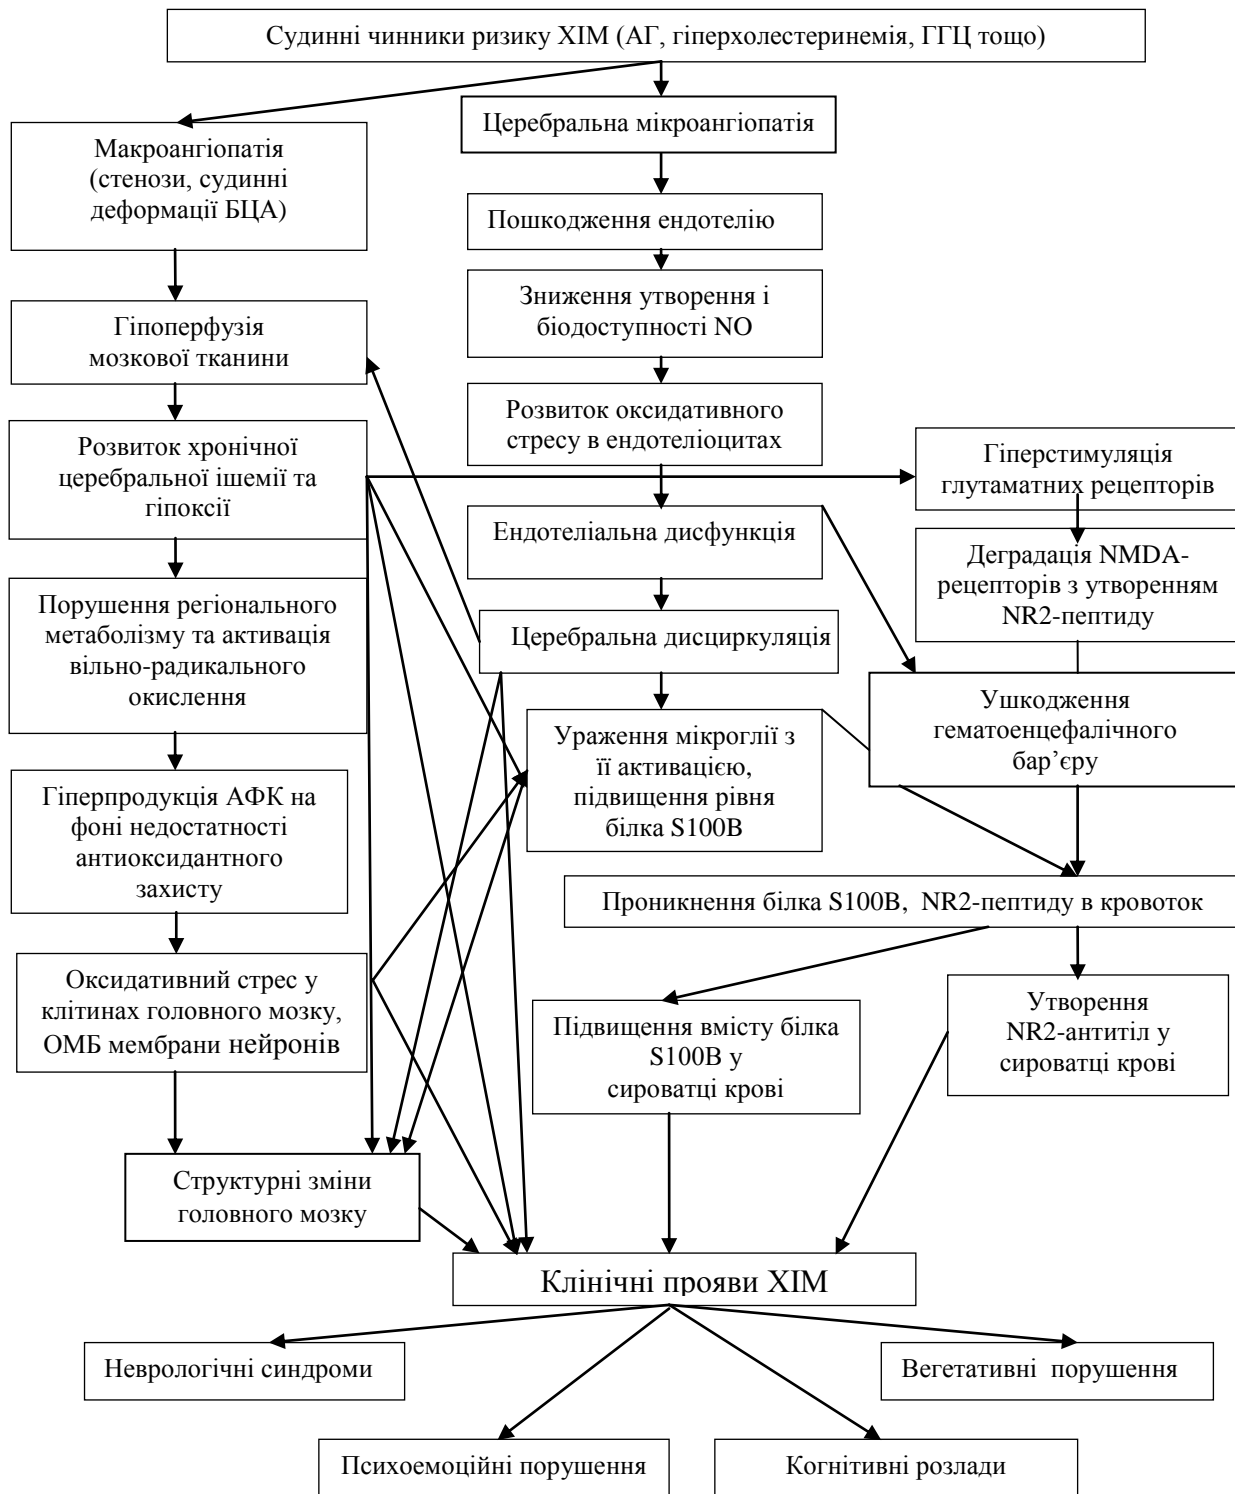 Судинні чинники ризику ХІМ (АГ, гіперхолестеринемія, ГГЦ тощо)
Макроангіопатія
(стенози, судинні
деформації БЦА)
Гіпоперфузія
мозкової тканини
Розвиток хронічної
церебральної ішемії та
гіпоксії
Порушення регіонального
метаболізму та активація
вільно-радикального
окислення
Гіперпродукція АФК на
фоні недостатності
антиоксидантного
захисту
Оксидативний стрес у
клітинах головного мозку,
ОМБ мембрани нейронів
Структурні зміни
головного мозку
Церебральна мікроангіопатія
Пошкодження ендотелію
Зниження утворення і
біодоступності NO
Розвиток оксидативного
стресу в ендотеліоцитах
Ендотеліальна дисфункція
Церебральна дисциркуляція
Ураження мікроглії з
її активацією,
підвищення рівня
білка S100B
Гіперстимуляція
глутаматних рецепторів
Деградація NMDA-
рецепторів з утворенням
NR2-пептиду
Ушкодження
гематоенцефалічного
бар’єру
Проникнення білка S100B, NR2-пептиду в кровоток
Підвищення вмісту білка
S100B у
сироватці крові
Утворення
NR2-антитіл у
сироватці крові
Клінічні прояви ХІМ
Неврологічні синдроми
Вегетативні порушення
Психоемоційні порушення
Когнітивні розлади